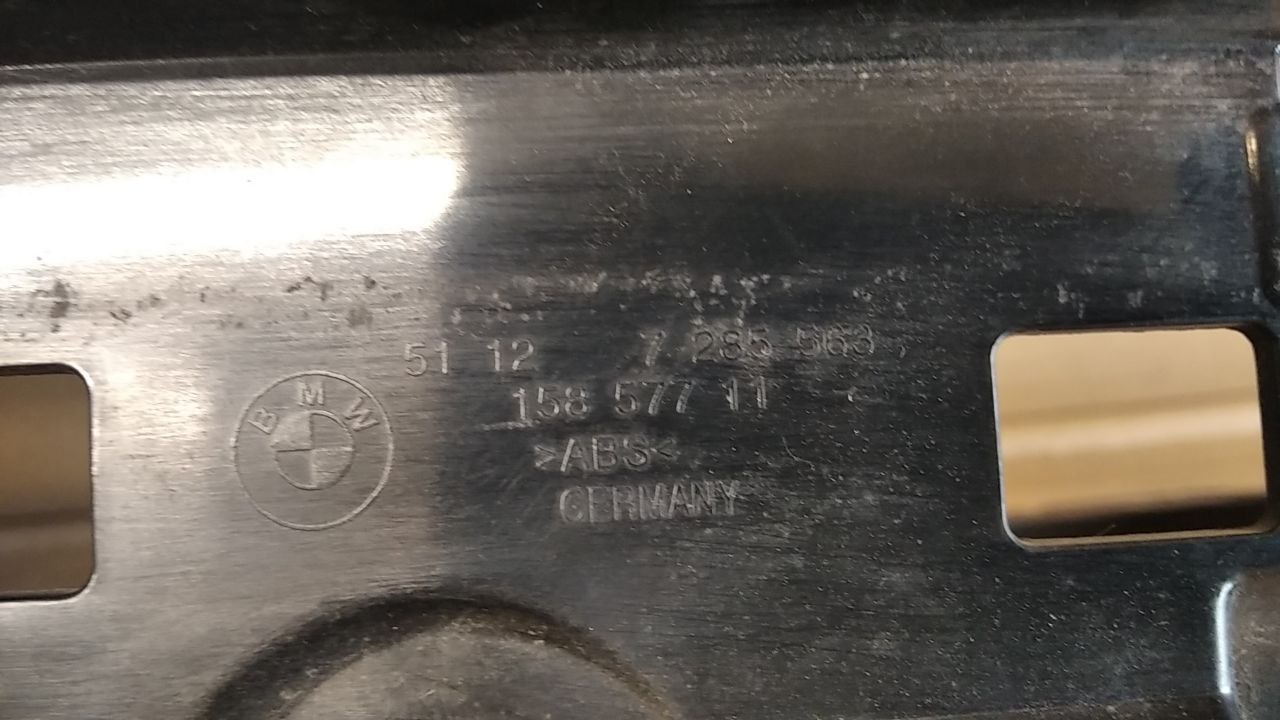 51 12 7 285 563
158 577 11
BMW
>ABS<
GERMANY